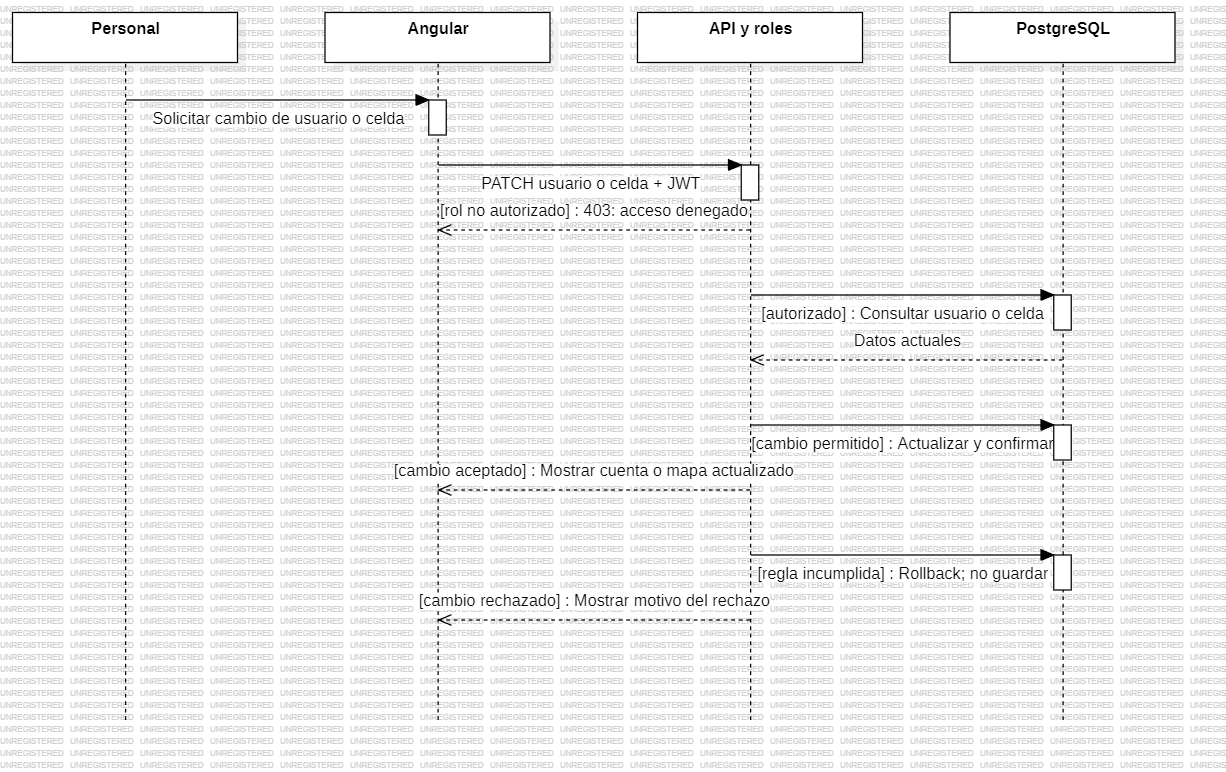 Personal
Angular
API y roles
PostgreSQL
Solicitar cambio de usuario o celda
PATCH usuario o celda + JWT
[rol no autorizado] : 403: acceso denegado
[autorizado] : Consultar usuario o celda
Datos actuales
[cambio permitido] : Actualizar y confirmar
[cambio aceptado] : Mostrar cuenta o mapa actualizado
[regla incumplida] : Rollback; no guardar
[cambio rechazado] : Mostrar motivo del rechazo
UNREGISTERED